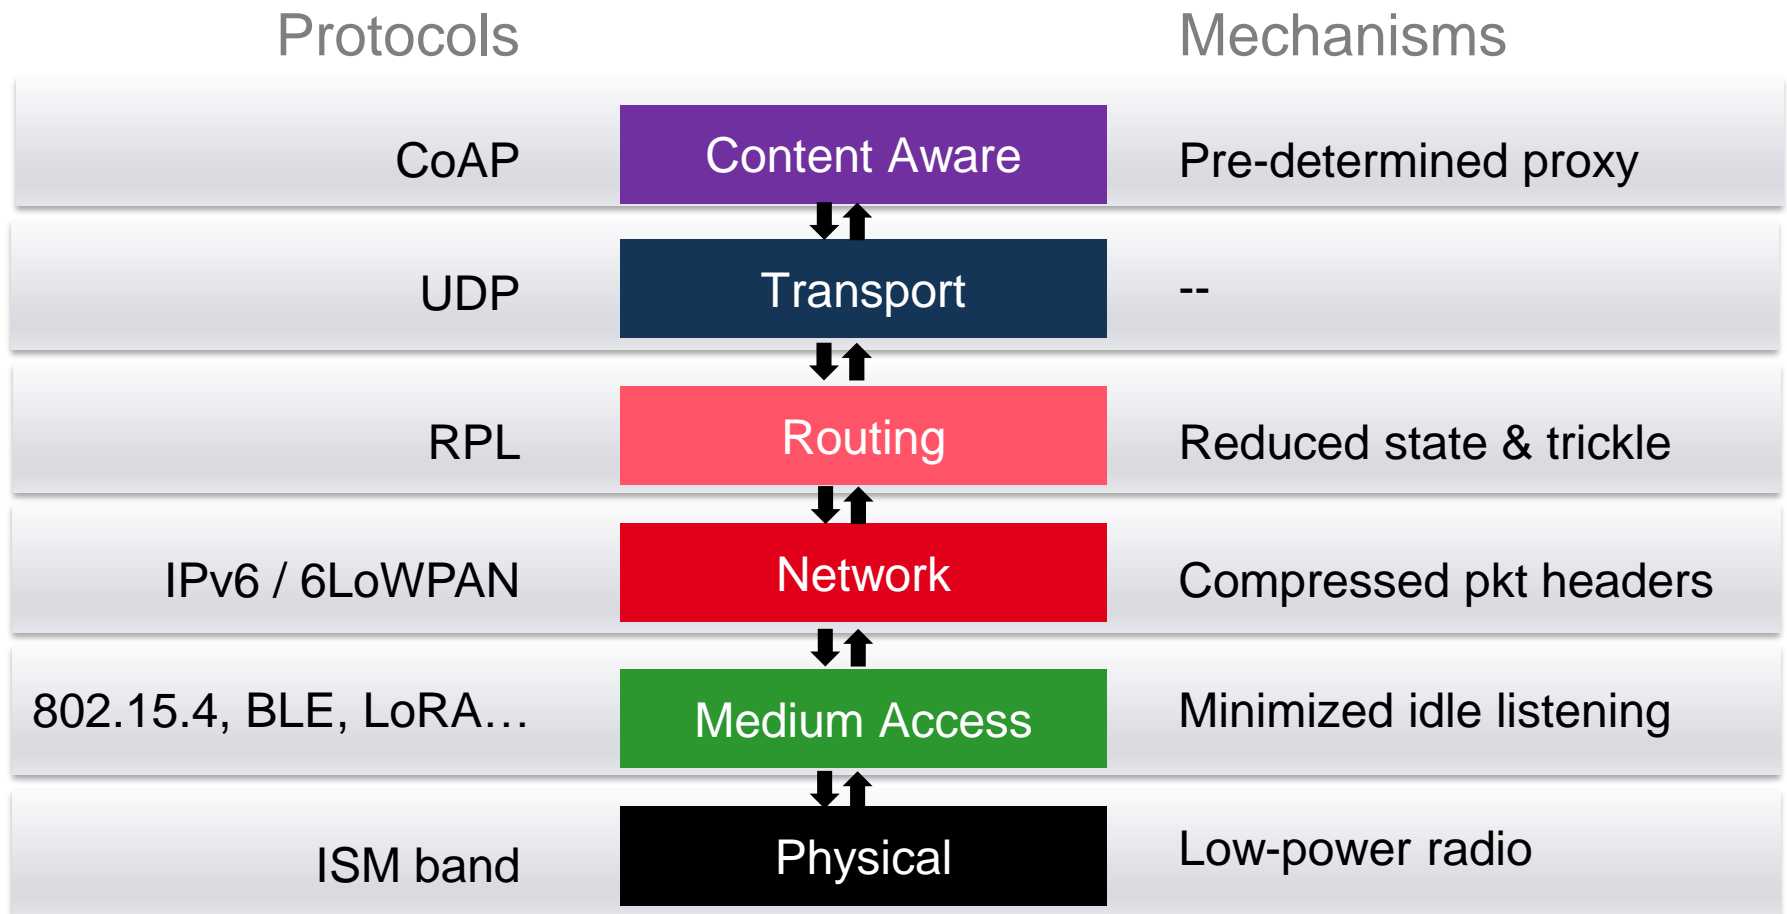 Protocols Mechanisms
CoAP Content Aware Pre-determined proxy
UDP Transport --
RPL Routing Reduced state & trickle
IPv6 / 6LoWPAN Network Compressed pkt headers
802.15.4, BLE, LoRA… Medium Access Minimized idle listening
ISM band Physical Low-power radio